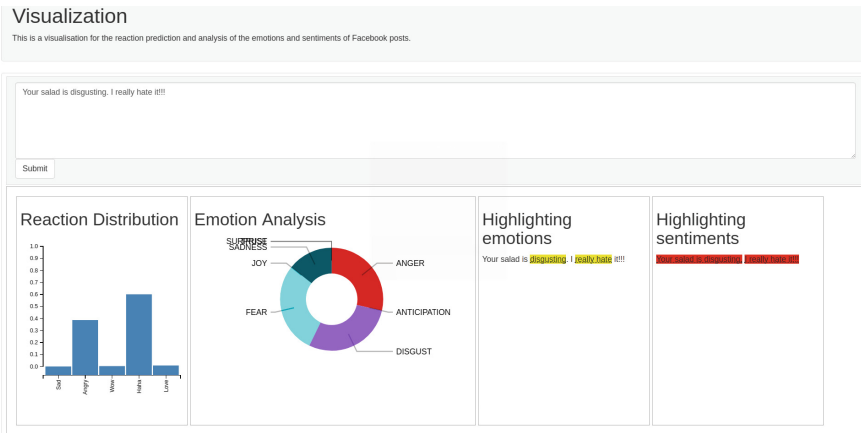 Visualization
This is a visualisation for the reaction prediction and analysis of the emotions and sentiments of Facebook posts.
Your salad is disgusting. I really hate it!!!
Submit
Reaction Distribution
1.0
0.9
0.8
0.7
0.6
0.5
0.4
0.3
0.2
0.1
0.0
Sad
Angry
Wow
Haha
Love
Emotion Analysis
SADNESS
JOY
ANGER
FEAR
ANTICIPATION
DISGUST
Highlighting
emotions
Your salad is disgusting. I really hate it!!!
Highlighting
sentiments
Your salad is disgusting. I really hate it!!!